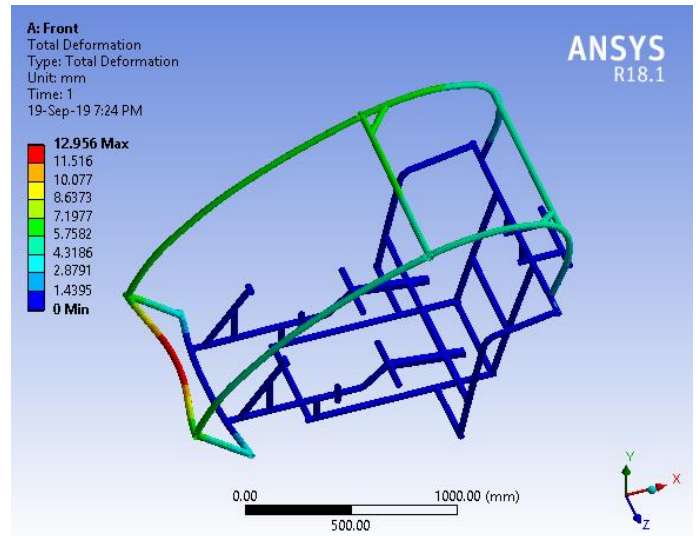 A: Front
Total Deformation
Type: Total Deformation
Unit: mm
Time: 1
19-Sep-19 7:24 PM
ANSYS
R18.1
12.956 Max
11.516
10.077
8.6373
7.1977
5.7582
4.3186
2.8791
1.4395
0 Min
0.00
1000.00 (mm)
500.00
Y
X
Z